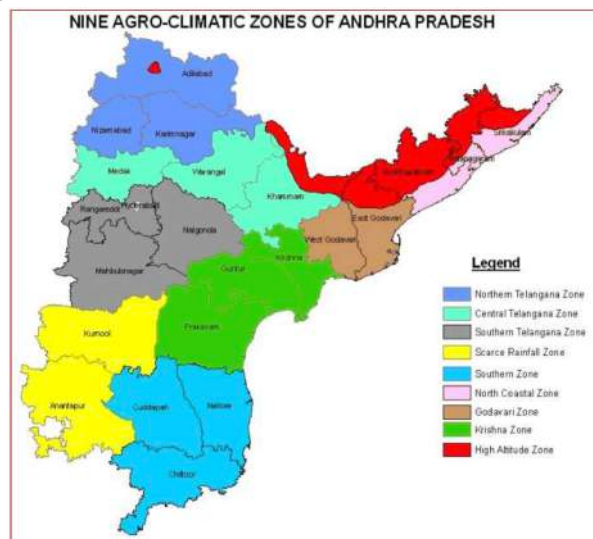 NINE AGRO-CLIMATIC ZONES OF ANDHRA PRADESH
Adilabad
Nizamabad
Karimnagar
Srikakulam
Medak
Warangal
Khammam
Hyderabad
Nalgonda
East Godavari
West Godavari
Mahbubnagar
Krishna
Guntur
Legend
Northern Telangana Zone
Central Telangana Zone
Southern Telangana Zone
Scarce Rainfall Zone
Southern Zone
North Coastal Zone
Godavari Zone
Krishna Zone
High Altitude Zone
Kurnool
Prakasam
Anantapur
Cuddapah
Nellore
Chittoor